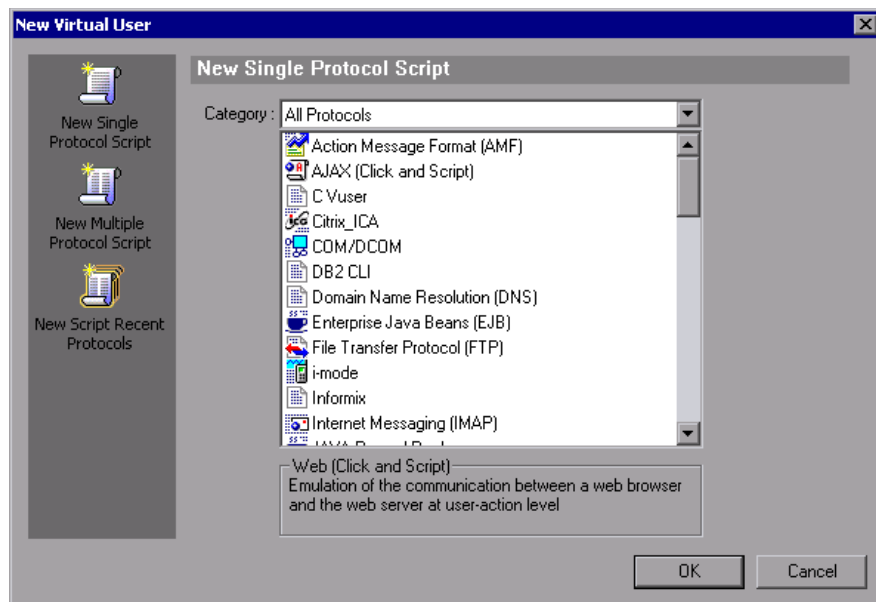 New Virtual User
New Single
Protocol Script
New Multiple
Protocol Script
New Script Recent
Protocols
New Single Protocol Script
Category : All Protocols
Action Message Format (AMF)
AJAX (Click and Script)
C Vuser
Citrix_ICA
COM/DCOM
DB2 CLI
Domain Name Resolution (DNS)
Enterprise Java Beans (EJB)
File Transfer Protocol (FTP)
i-mode
Informix
Internet Messaging (IMAP)
Web (Click and Script)
Emulation of the communication between a web browser
and the web server at user-action level
OK Cancel